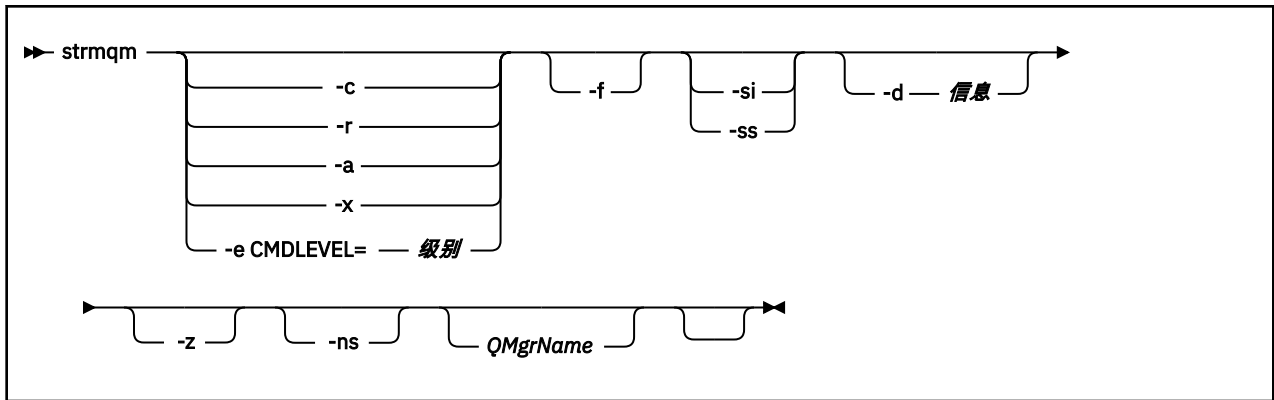 strmqm
-c
-r
-a
-x
-e CMDLEVEL= 级别
-f
-si
-ss
-d 信息
-z
-ns
QMgrName